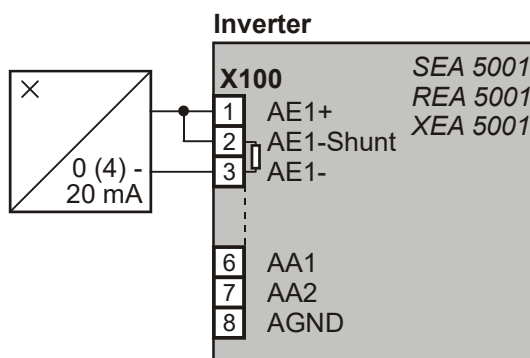 Inverter
X100
SEA 5001
REA 5001
XEA 5001
×
0 (4) -
20 mA
1 AE1+
2 AE1-Shunt
3 AE1-
6 AA1
7 AA2
8 AGND